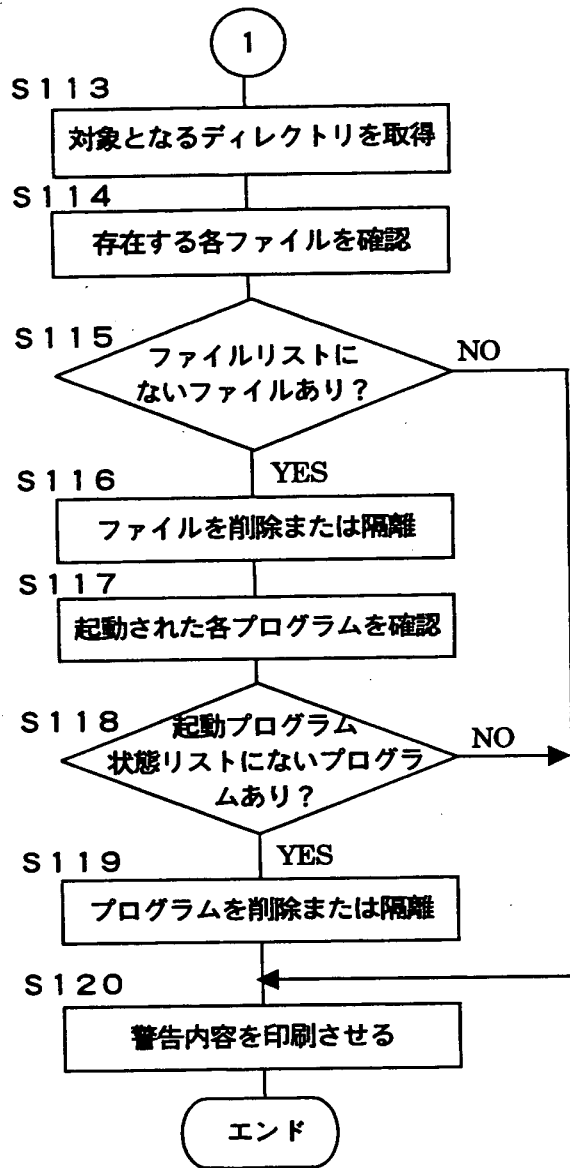 1
S113
対象となるディレクトリを取得
S114
存在する各ファイルを確認
S115
ファイルリストに
ないファイルあり？
NO
YES
S116
ファイルを削除または隔離
S117
起動された各プログラムを確認
S118
起動プログラム
状態リストにないプログラ
ムあり？
NO
YES
S119
プログラムを削除または隔離
S120
警告内容を印刷させる
エンド